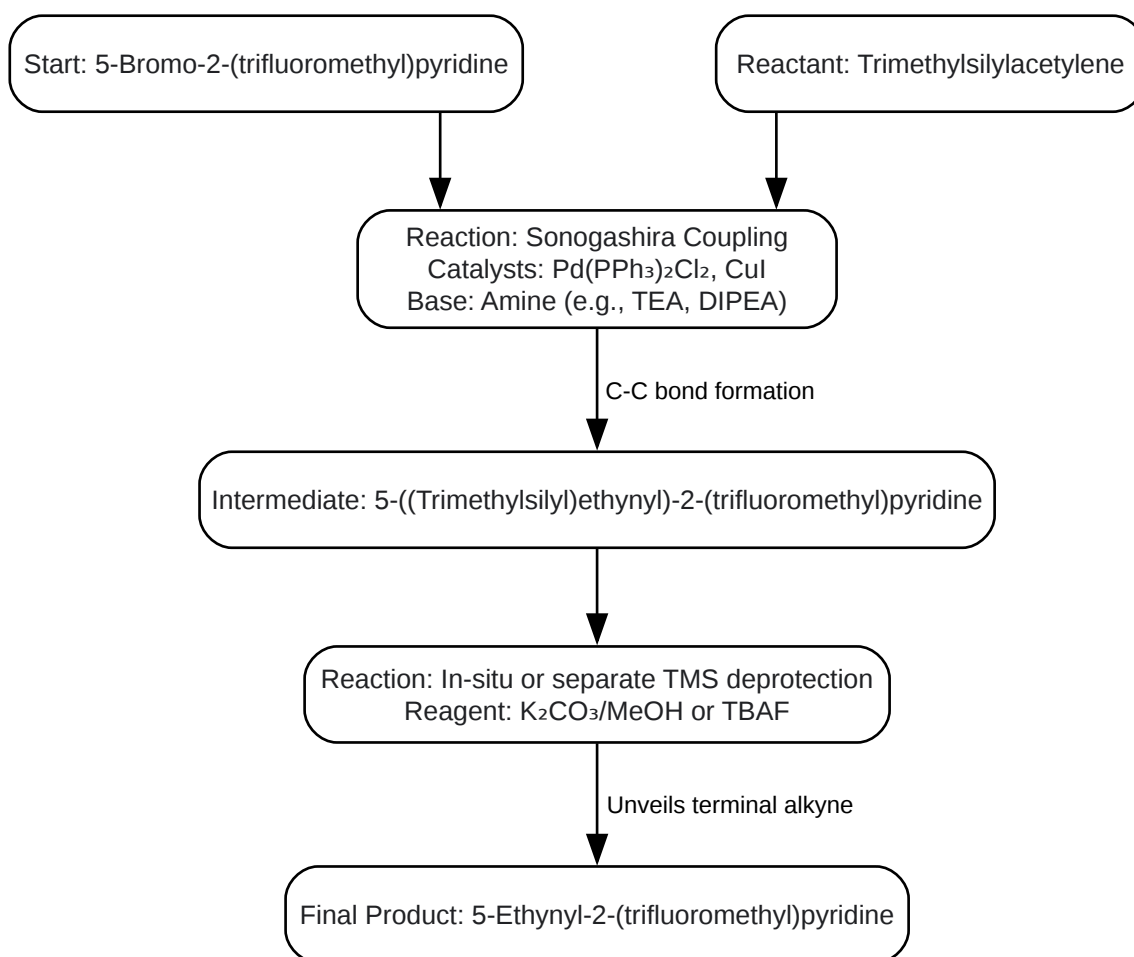 Start: 5-Bromo-2-(trifluoromethyl)pyridine
Reactant: Trimethylsilylacetylene
Reaction: Sonogashira Coupling
Catalysts: Pd(PPh₃)₂Cl₂, CuI
Base: Amine (e.g., TEA, DIPEA)
C-C bond formation
Intermediate: 5-((Trimethylsilyl)ethynyl)-2-(trifluoromethyl)pyridine
Reaction: In-situ or separate TMS deprotection
Reagent: K₂CO₃/MeOH or TBAF
Unveils terminal alkyne
Final Product: 5-Ethynyl-2-(trifluoromethyl)pyridine